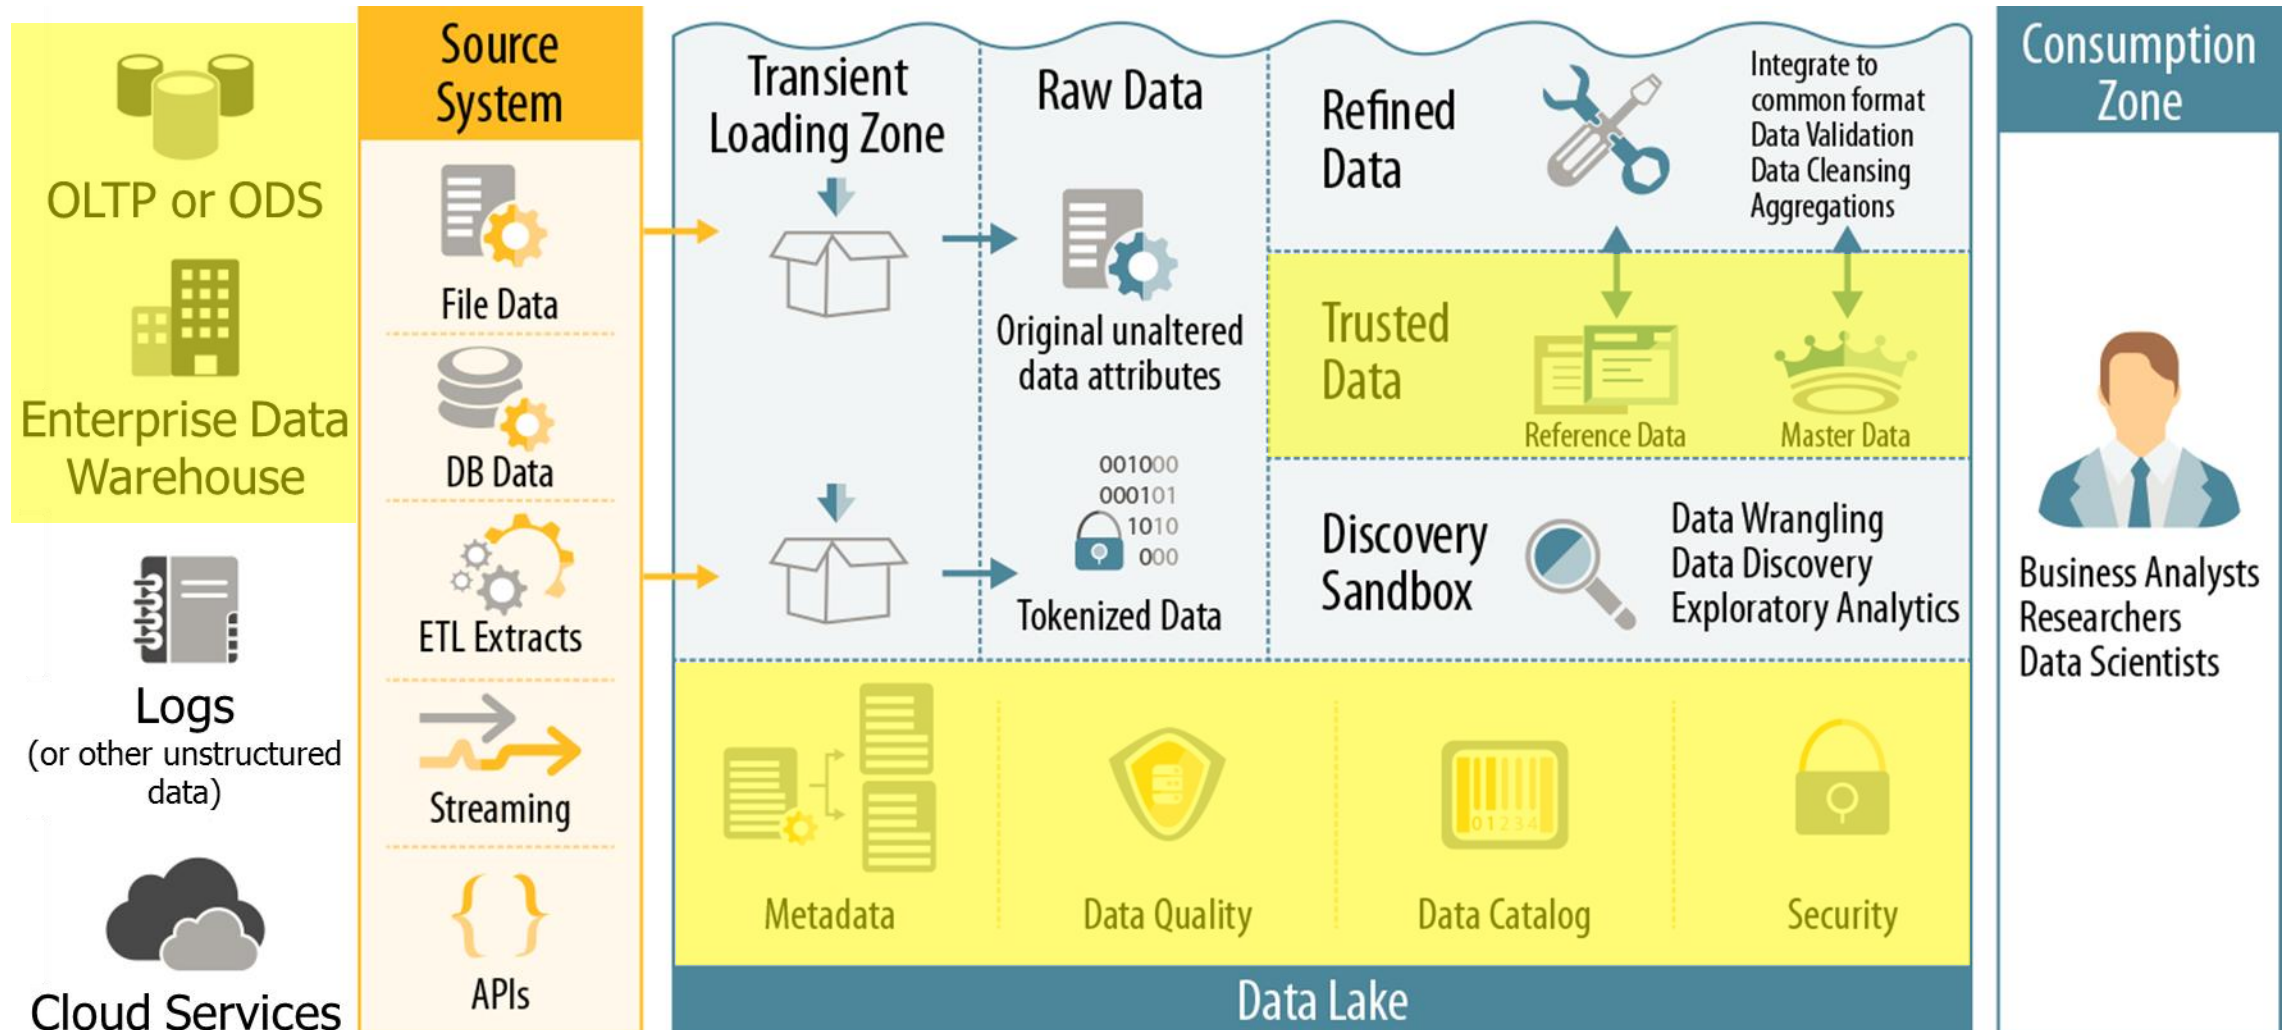 OLTP or ODS
Enterprise Data
Warehouse
Logs
(or other unstructured
data)
Cloud Services
Source
System
File Data
DB Data
ETL Extracts
Streaming
{ }
APIs
Transient
Loading Zone
Raw Data
Original unaltered
data attributes
001000
000101
1010
000
Tokenized Data
Refined
Data
Integrate to
common format
Data Validation
Data Cleansing
Aggregations
Trusted
Data
Reference Data
Master Data
Discovery
Sandbox
Data Wrangling
Data Discovery
Exploratory Analytics
Metadata
Data Quality
01234
Data Catalog
Security
Data Lake
Consumption
Zone
Business Analysts
Researchers
Data Scientists